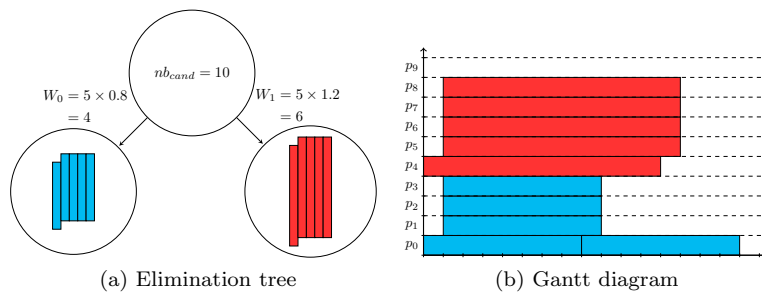 nb_cand = 10
W_0 = 5 × 0.8
= 4
W_1 = 5 × 1.2
= 6
(a) Elimination tree
p_9
p_8
p_7
p_6
p_5
p_4
p_3
p_2
p_1
p_0
(b) Gantt diagram